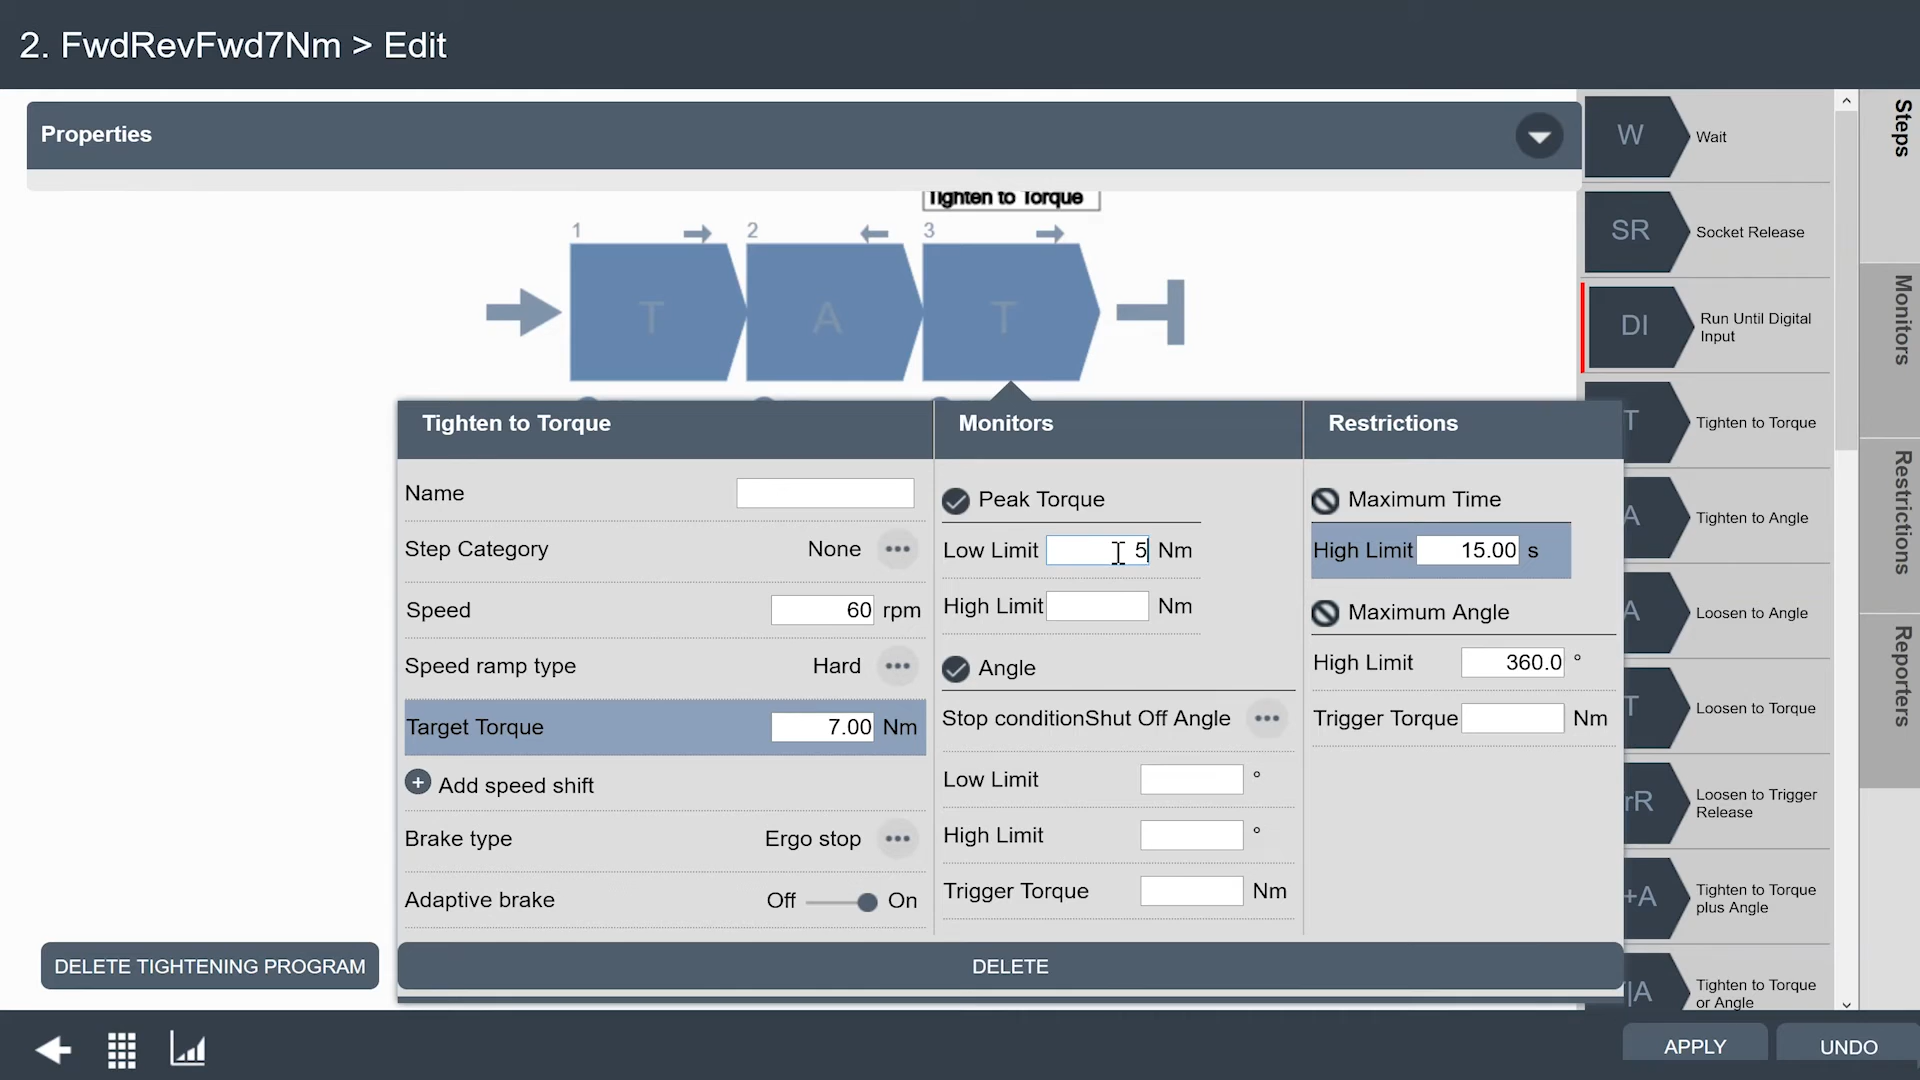 2. FwdRevFwd7Nm > Edit
Properties
Tighten to Torque
1
2
3
T
A
T
Tighten to Torque
Name
Step Category None
Speed 60 rpm
Speed ramp type Hard
Target Torque 7.00 Nm
Add speed shift
Brake type Ergo stop
Adaptive brake Off On
Monitors
Peak Torque
Low Limit 5 Nm
High Limit Nm
Angle
Stop conditionShut Off Angle
Low Limit °
High Limit °
Trigger Torque Nm
Restrictions
Maximum Time
High Limit 15.00 s
Maximum Angle
High Limit 360.0 °
Trigger Torque Nm
DELETE
DELETE TIGHTENING PROGRAM
W Wait
SR Socket Release
DI Run Until Digital
Input
T Tighten to Torque
A Tighten to Angle
A Loosen to Angle
T Loosen to Torque
rR Loosen to Trigger
Release
+A Tighten to Torque
plus Angle
|A Tighten to Torque
or Angle
Steps
Monitors
Restrictions
Reporters
APPLY
UNDO